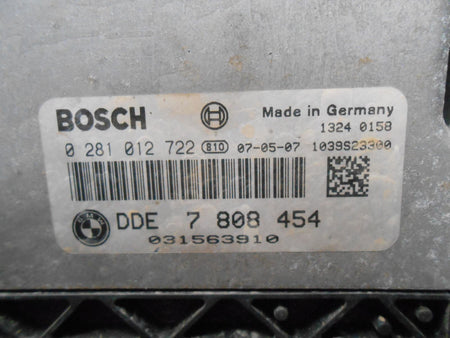 BOSCH Made in Germany
1324 0158
0 281 012 722 810 07-05-07 1039S23300
DDE 7 808 454
031563910